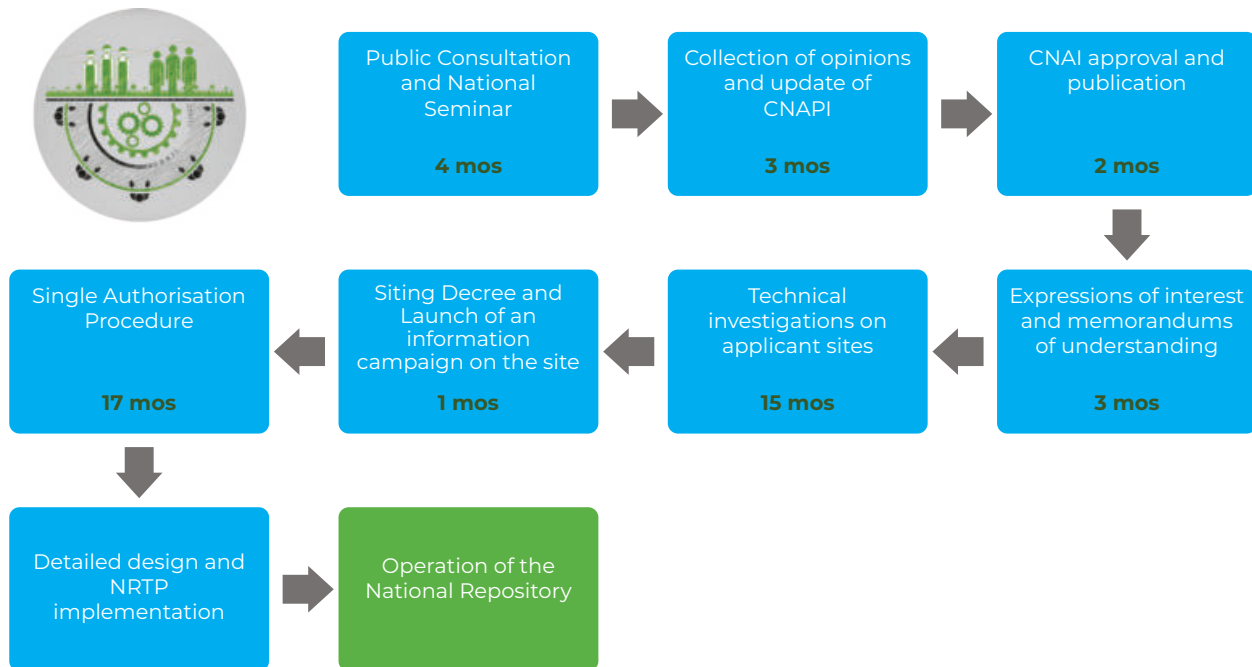 Public Consultation
and National
Seminar
4 mos
Collection of opinions
and update of
CNAPI
3 mos
CNAI approval and
publication
2 mos
Expressions of interest
and memorandums
of understanding
3 mos
Technical
investigations on
applicant sites
15 mos
Siting Decree and
Launch of an
information
campaign on the site
1 mos
Single Authorisation
Procedure
17 mos
Detailed design and
NRTP
implementation
Operation of the
National Repository